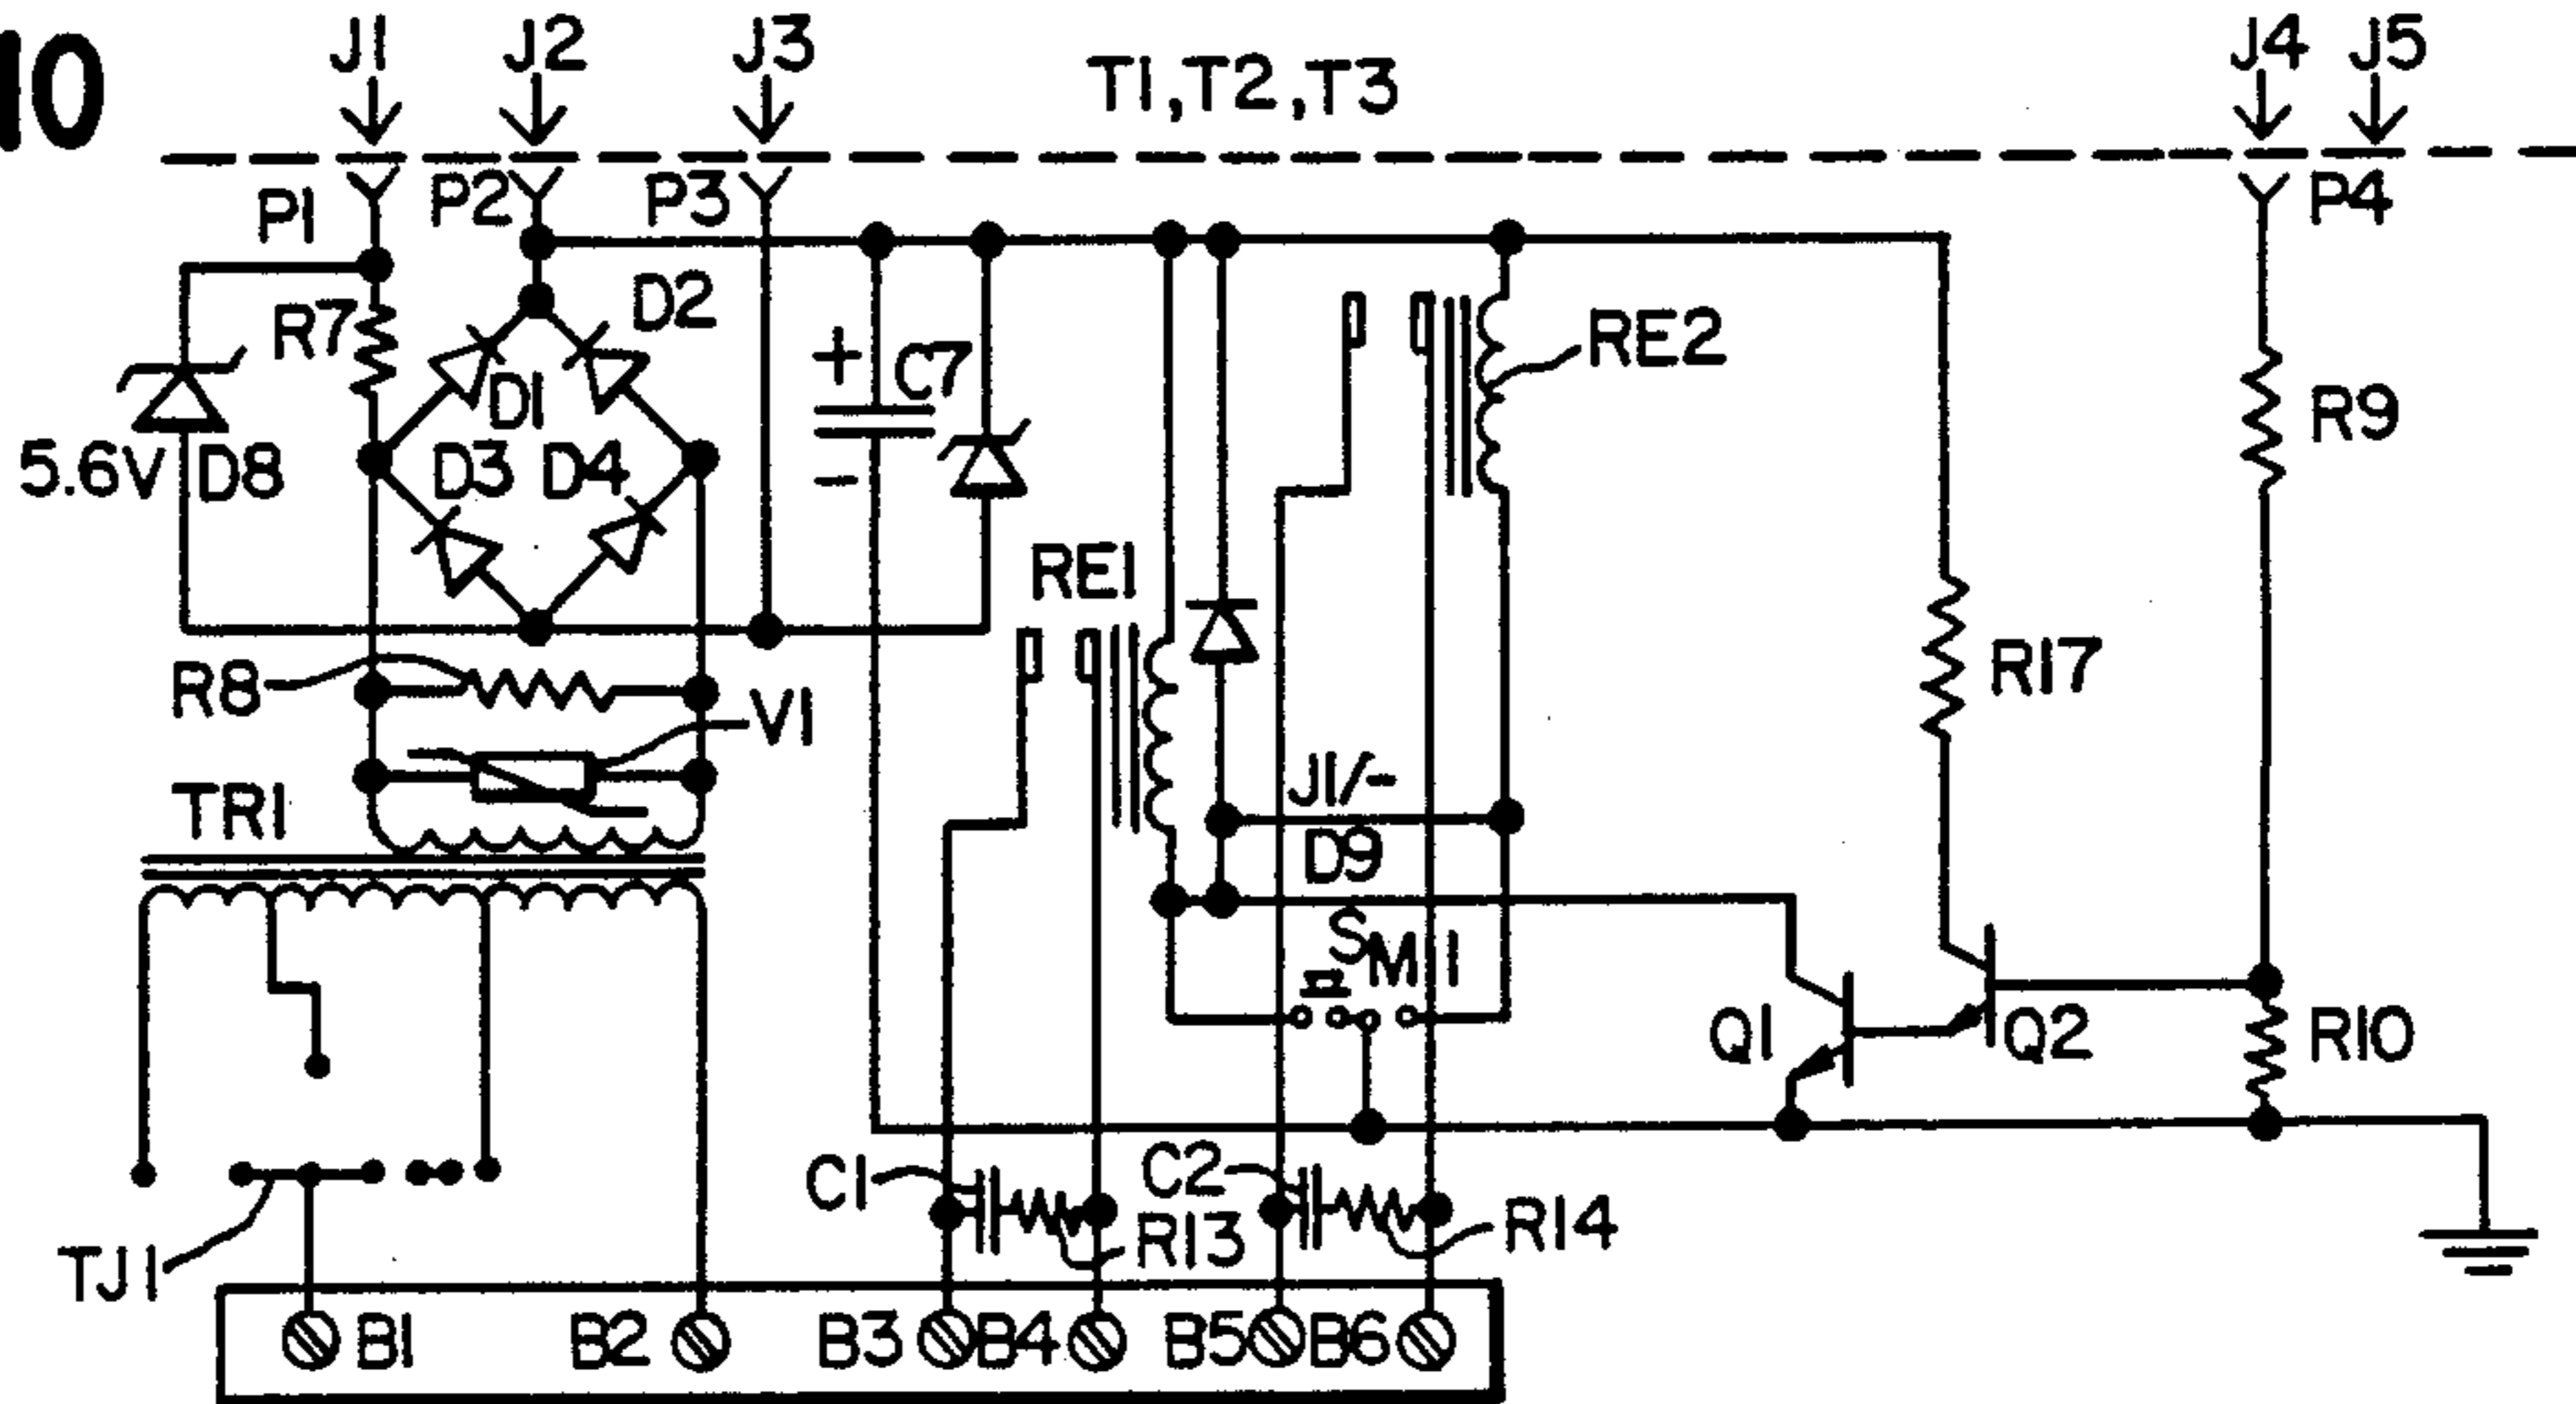 10
J1 J2 J3 T1,T2,T3 J4 J5
P1 P2 P3 P4
R7 D2 RE2
D1 + C7
5.6V D8 D3 D4 - R9
RE1
R8 V1 R17
TR1 J1/-
D9
SM1
Q1 Q2 R10
C1 C2
TJ1 R13 R14
B1 B2 B3 B4 B5 B6